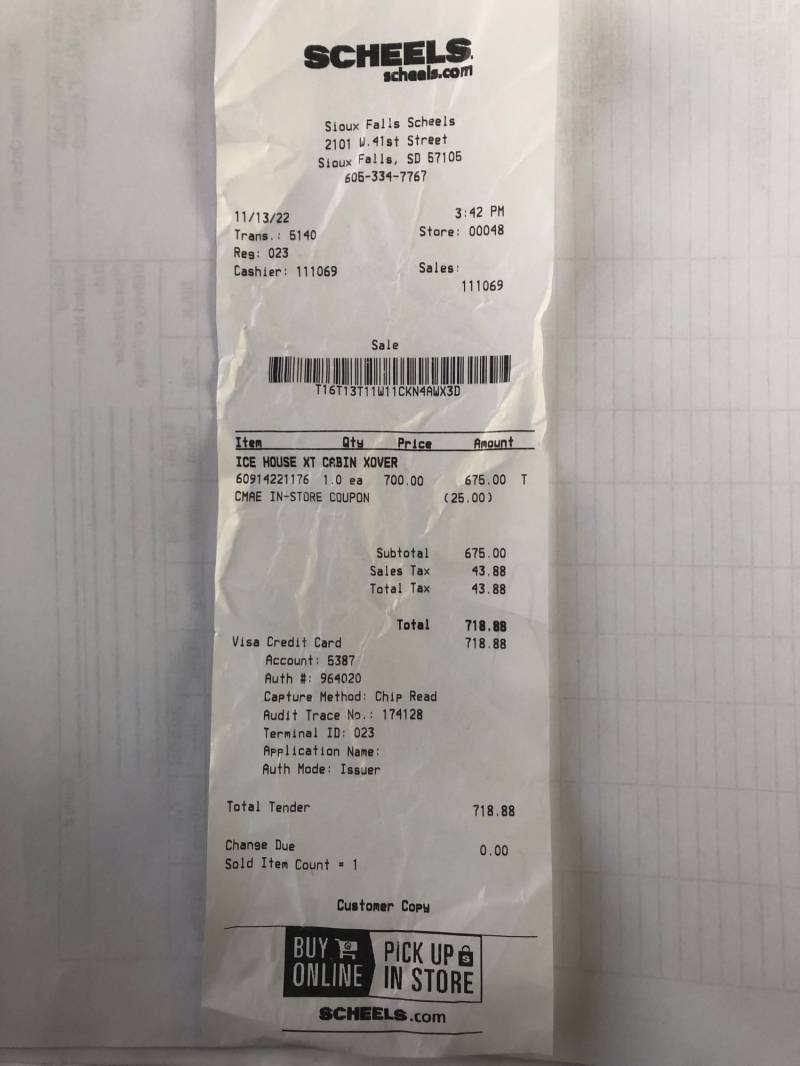 SCHEELS.
scheels.com
Sioux Falls Scheels
2101 W.41st Street
Sioux Falls, SD 57105
605-334-7767
11/13/22 3:42 PM
Trans.: 5140 Store: 00048
Reg: 023
Cashier: 111069 Sales:
111069
Sale
T16T13T11W11CKN4AWX3D
Item Qty Price Amount
ICE HOUSE XT CABIN XOVER
60914221176 1.0 ea 700.00 675.00 T
CMAE IN-STORE COUPON (25.00)
Subtotal 675.00
Sales Tax 43.88
Total Tax 43.88
Total 718.88
Visa Credit Card 718.88
Account: 5387
Auth #: 964020
Capture Method: Chip Read
Audit Trace No.: 174128
Terminal ID: 023
Application Name:
Auth Mode: Issuer
Total Tender 718.88
Change Due 0.00
Sold Item Count = 1
Customer Copy
BUY ONLINE
PICK UP IN STORE
SCHEELS.com